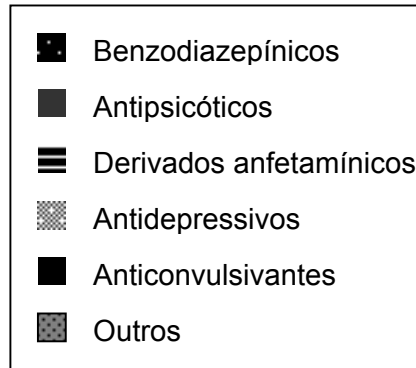 Benzodiazepínicos
Antipsicóticos
Derivados anfetamínicos
Antidepressivos
Anticonvulsivantes
Outros